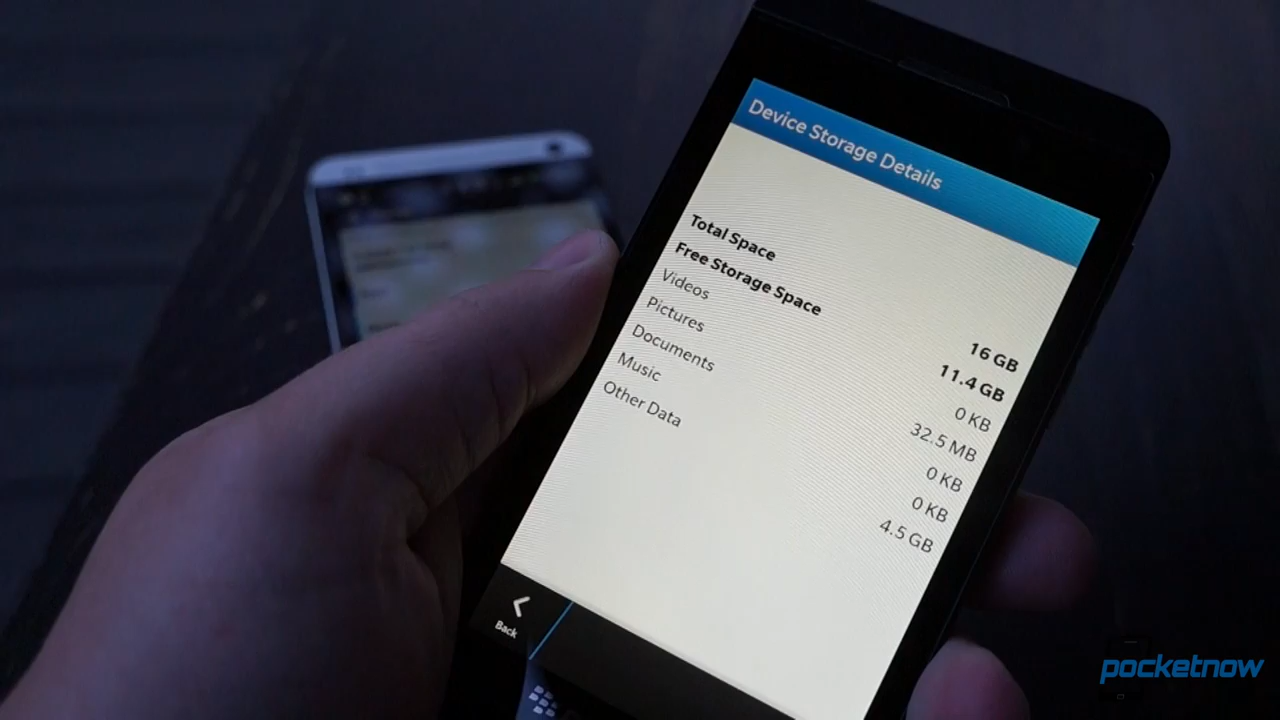 Device Storage Details
Total Space 16 GB
Free Storage Space 11.4 GB
Videos 0 KB
Pictures 32.5 MB
Documents 0 KB
Music 0 KB
Other Data 4.5 GB
Back
pocketnow